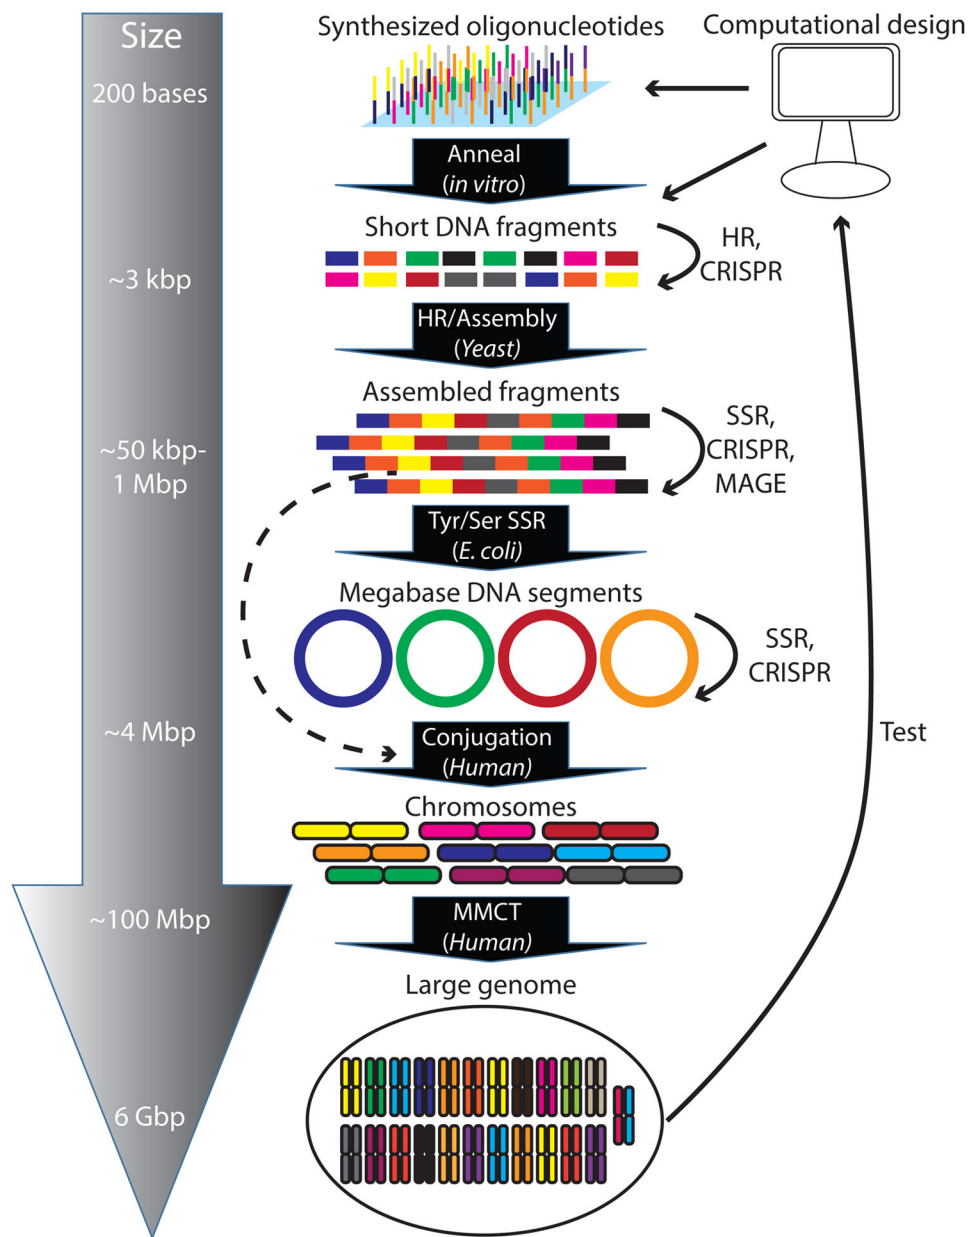 Size
200 bases
~3 kbp
~50 kbp-
1 Mbp
~4 Mbp
~100 Mbp
6 Gbp
Synthesized oligonucleotides
Computational design
Anneal
(in vitro)
Short DNA fragments
HR,
CRISPR
HR/Assembly
(Yeast)
Assembled fragments
SSR,
CRISPR,
MAGE
Tyr/Ser SSR
(E. coli)
Megabase DNA segments
SSR,
CRISPR
Conjugation
(Human)
Test
Chromosomes
MMCT
(Human)
Large genome